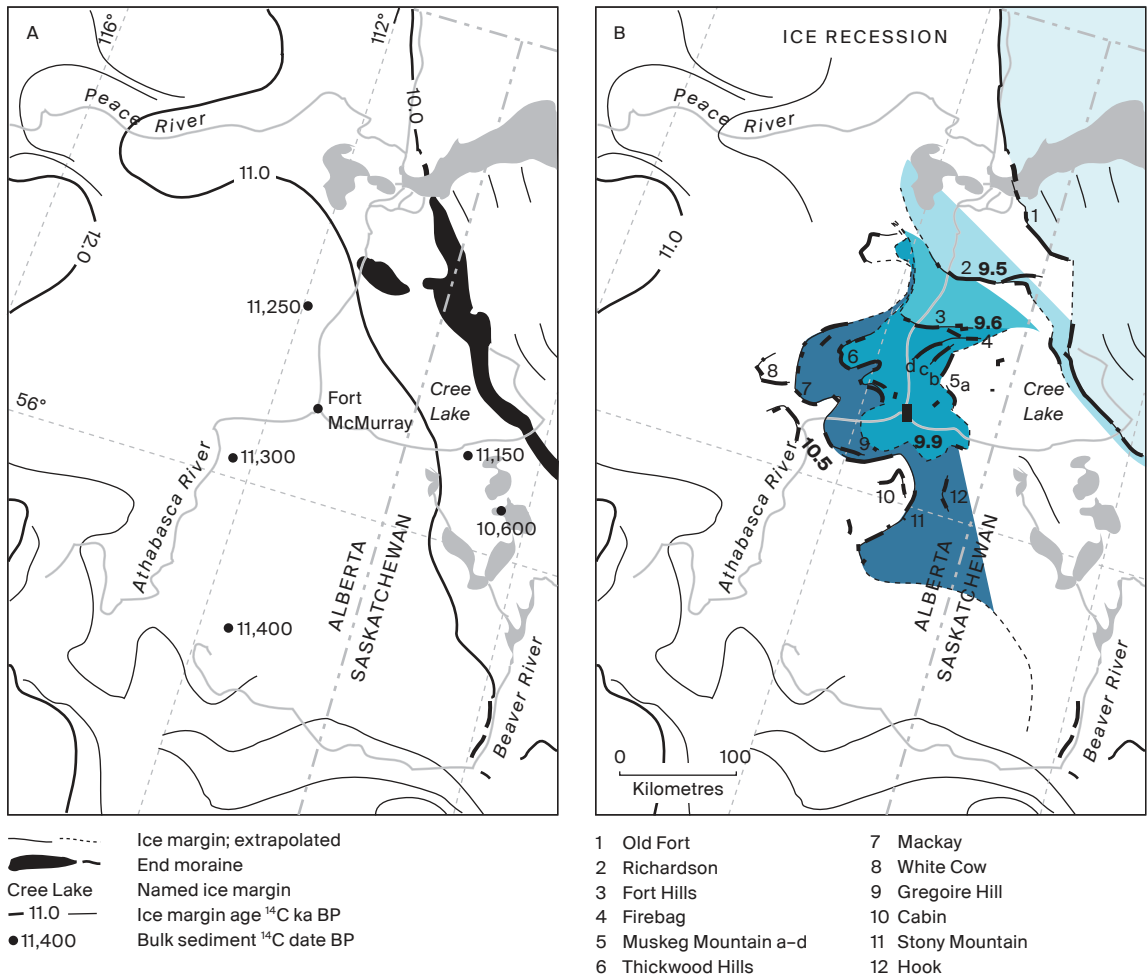 A
116°
112°
Peace River
10.0
11.0
12.0
11,250
56°
Fort
McMurray
Cree
Lake
11,300
11,150
10,600
Athabasca River
ALBERTA
SASKATCHEWAN
11,400
Beaver River
B
ICE RECESSION
Peace River
11.0
1
2 9.5
3
9.6
4
6
d
c
b
5a
8
7
Cree
Lake
9
9.9
10.5
10
12
11
Athabasca River
ALBERTA
SASKATCHEWAN
Beaver River
0 100
Kilometres
Ice margin; extrapolated
End moraine
Cree Lake Named ice margin
11.0 Ice margin age ¹⁴C ka BP
11,400 Bulk sediment ¹⁴C date BP
1 Old Fort
2 Richardson
3 Fort Hills
4 Firebag
5 Muskeg Mountain a–d
6 Thickwood Hills
7 Mackay
8 White Cow
9 Gregoire Hill
10 Cabin
11 Stony Mountain
12 Hook